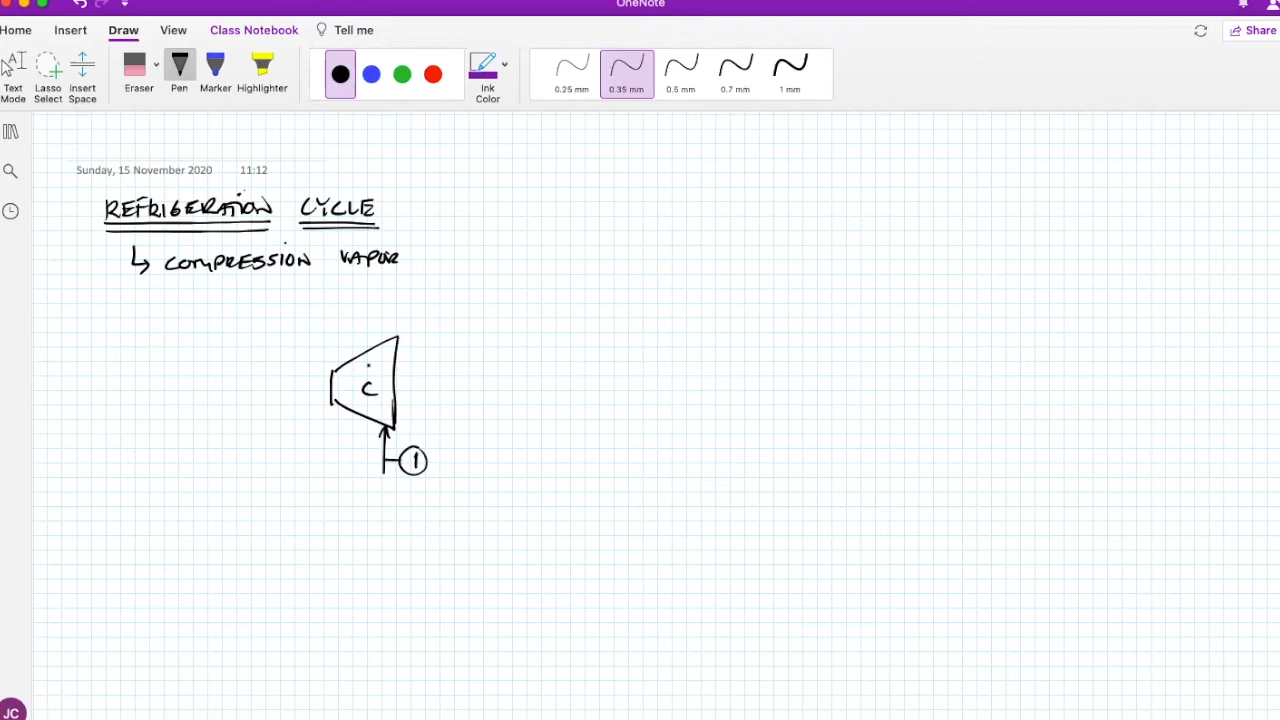 OneNote
Home Insert Draw View Class Notebook Tell me Share
Text Mode
Lasso Select
Insert Space
Eraser
Pen
Marker
Highlighter
Ink Color
0.25 mm
0.35 mm
0.5 mm
0.7 mm
1 mm
Sunday, 15 November 2020 11:12
REFRIGERATION CYCLE
↳ COMPRESSION VAPOR
C
1
JC